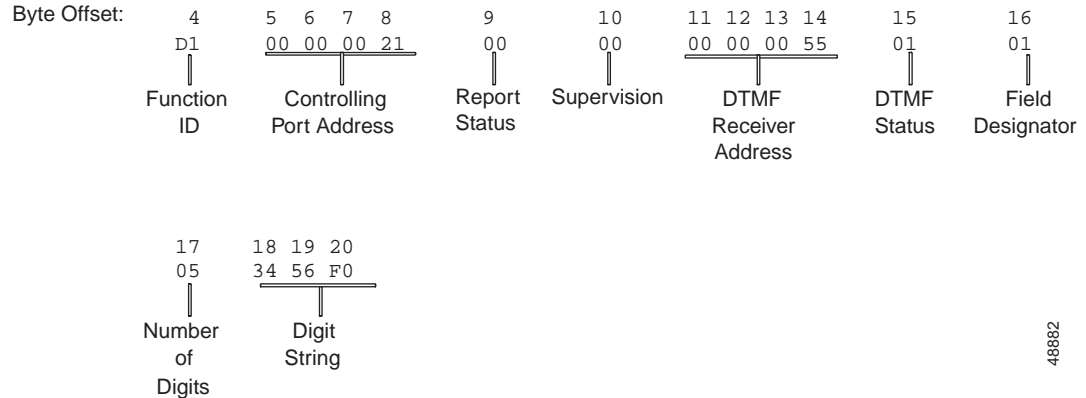 Byte Offset: 4 5 6 7 8 9 10 11 12 13 14 15 16
D1 00 00 00 21 00 00 00 00 00 55 01 01
Function Controlling Report Supervision DTMF DTMF Field
ID Port Address Status Receiver Status Designator
Address
17 18 19 20
05 34 56 F0
Number Digit
of String
Digits
48882